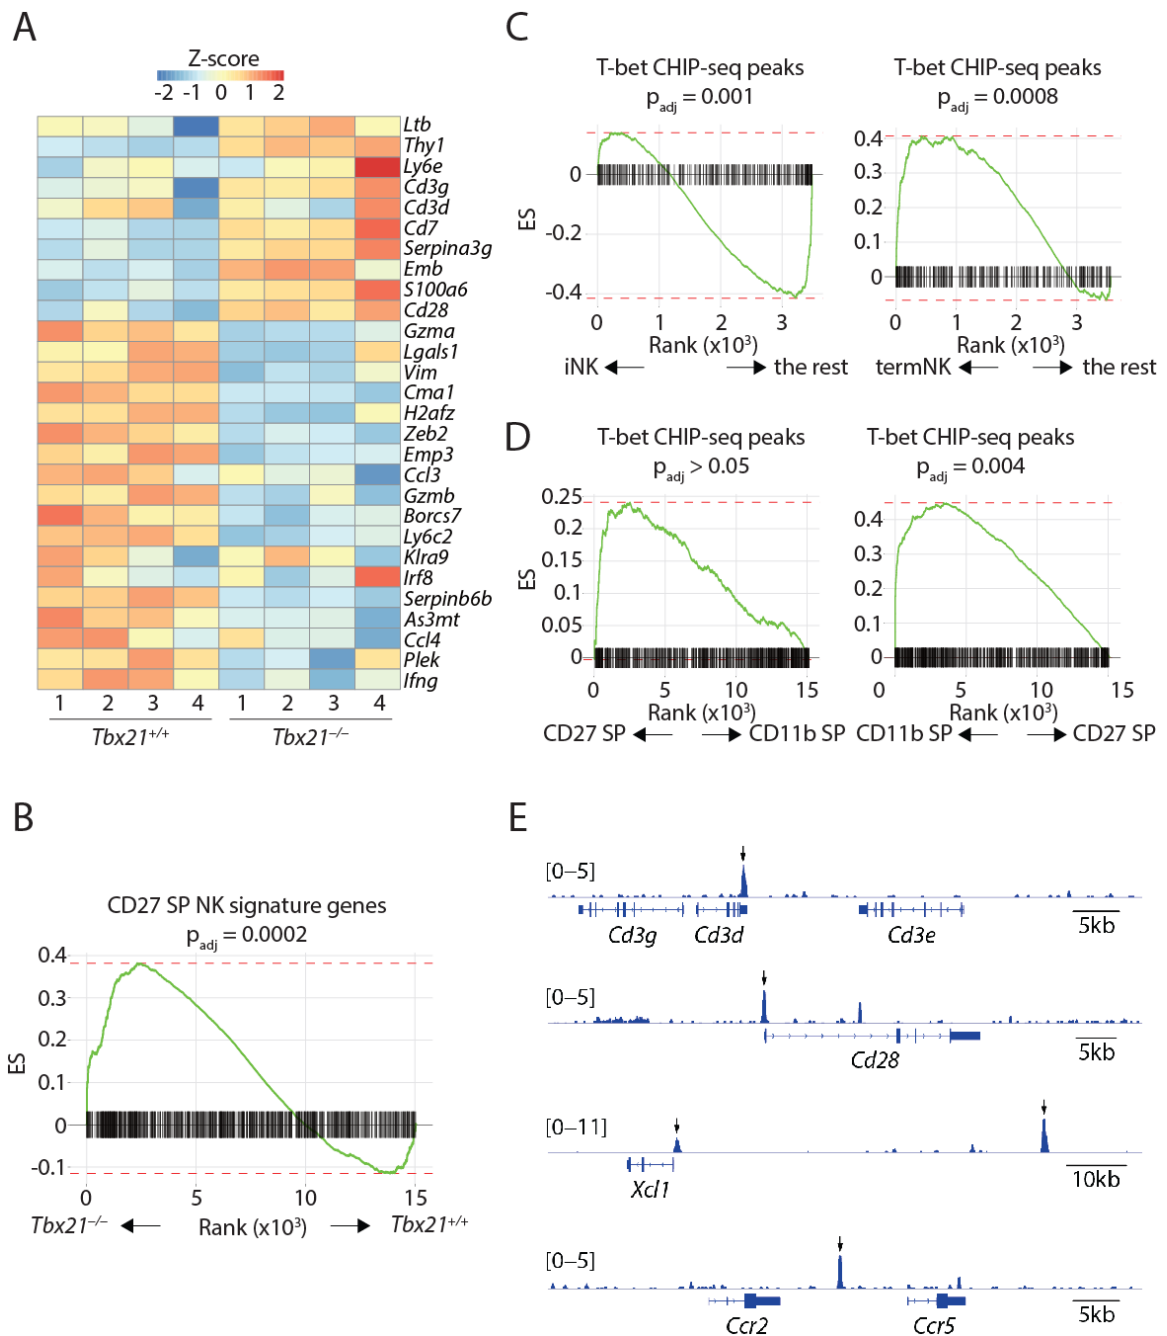 A
Z-score
-2 -1 0 1 2
Ltb
Thy1
Ly6e
Cd3g
Cd3d
Cd7
Serpina3g
Emb
S100a6
Cd28
Gzma
Lgals1
Vim
Cma1
H2afz
Zeb2
Emp3
Ccl3
Gzmb
Borcs7
Ly6c2
Klra9
Irf8
Serpinb6b
As3mt
Ccl4
Plek
Ifng
1 2 3 4 1 2 3 4
Tbx21+/+ Tbx21−/−
B
CD27 SP NK signature genes
padj = 0.0002
0.4
0.3
0.2
0.1
0
-0.1
ES
0 5 10 15
Tbx21−/− Rank (x10³) Tbx21+/+
C
T-bet CHIP-seq peaks
padj = 0.001
0
-0.2
-0.4
ES
0 1 2 3
Rank (x10³)
iNK the rest
T-bet CHIP-seq peaks
padj = 0.0008
0.4
0.3
0.2
0.1
0
0 1 2 3
Rank (x10³)
termNK the rest
D
T-bet CHIP-seq peaks
padj > 0.05
0.25
0.2
0.15
0.1
0.05
0
ES
0 5 10 15
Rank (x10³)
CD27 SP CD11b SP
T-bet CHIP-seq peaks
padj = 0.004
0.4
0.3
0.2
0.1
0
0 5 10 15
Rank (x10³)
CD11b SP CD27 SP
E
[0–5]
Cd3g Cd3d Cd3e 5kb
[0–5]
Cd28 5kb
[0–11]
Xcl1 10kb
[0–5]
Ccr2 Ccr5 5kb